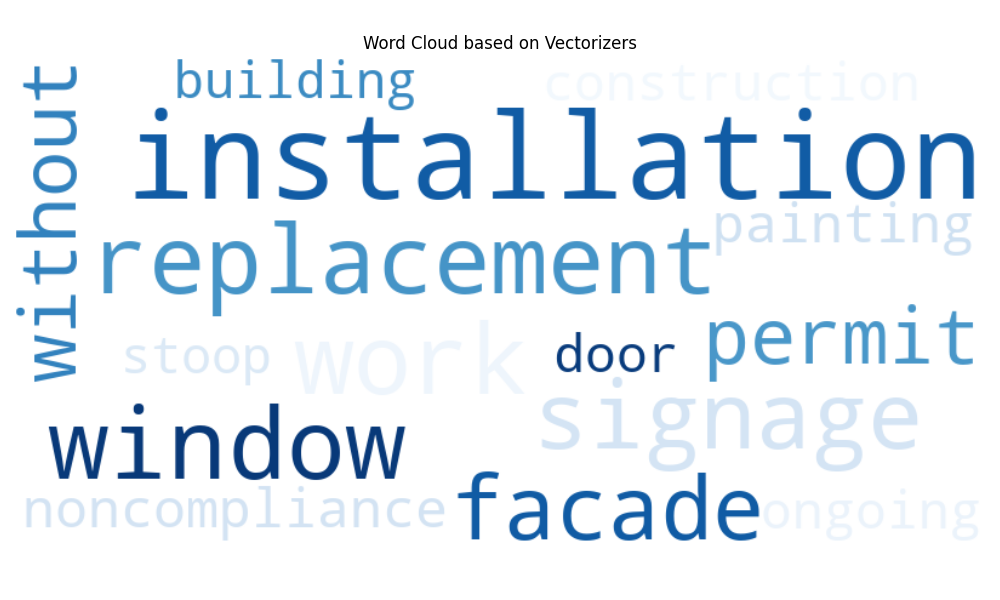 Word Cloud based on Vectorizers
building
construction
without
installation
painting
replacement
permit
stoop
work
door
signage
window
noncompliance
facade
ongoing